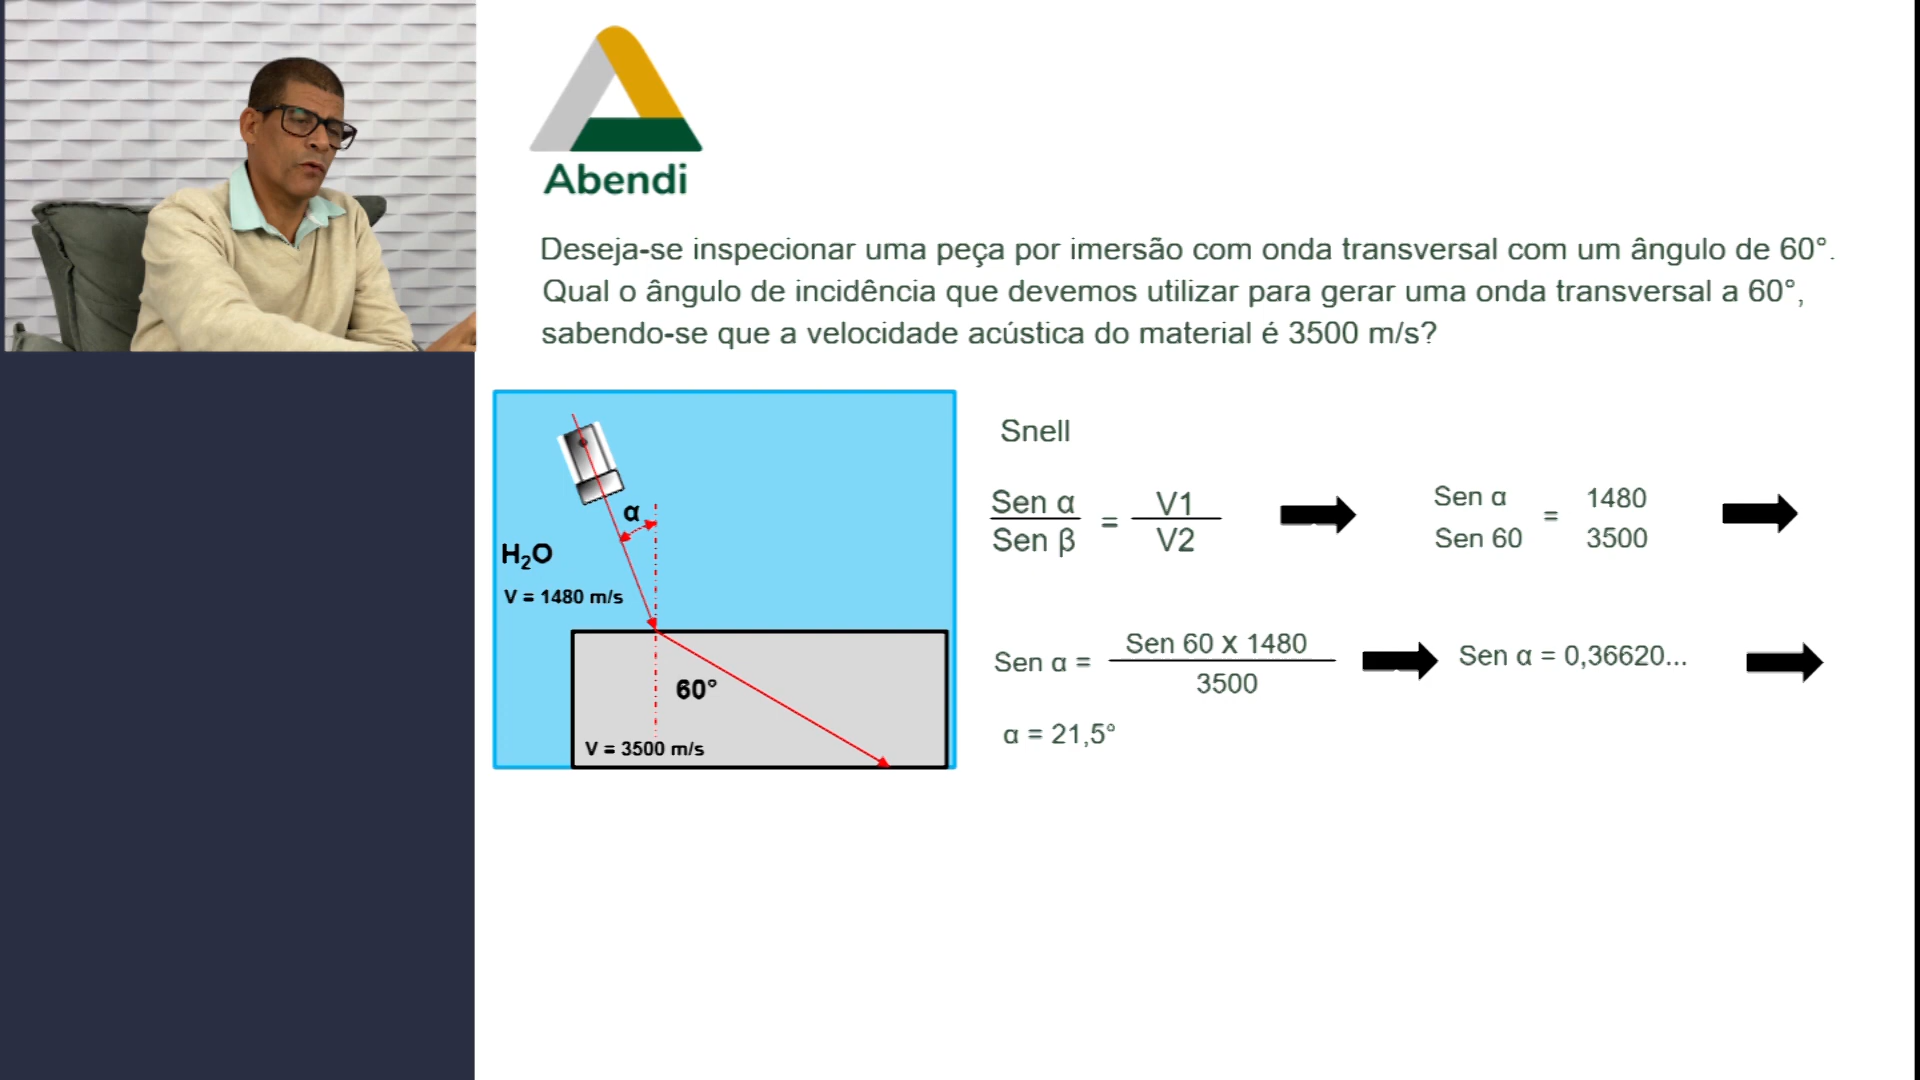 Abendi
Deseja-se inspecionar uma peça por imersão com onda transversal com um ângulo de 60°.
Qual o ângulo de incidência que devemos utilizar para gerar uma onda transversal a 60°,
sabendo-se que a velocidade acústica do material é 3500 m/s?
α
H₂O
V = 1480 m/s
60°
V = 3500 m/s
Snell
Sen α
Sen β
=
V1
V2
Sen α
Sen 60
=
1480
3500
Sen α =
Sen 60 X 1480
3500
Sen α = 0,36620...
α = 21,5°